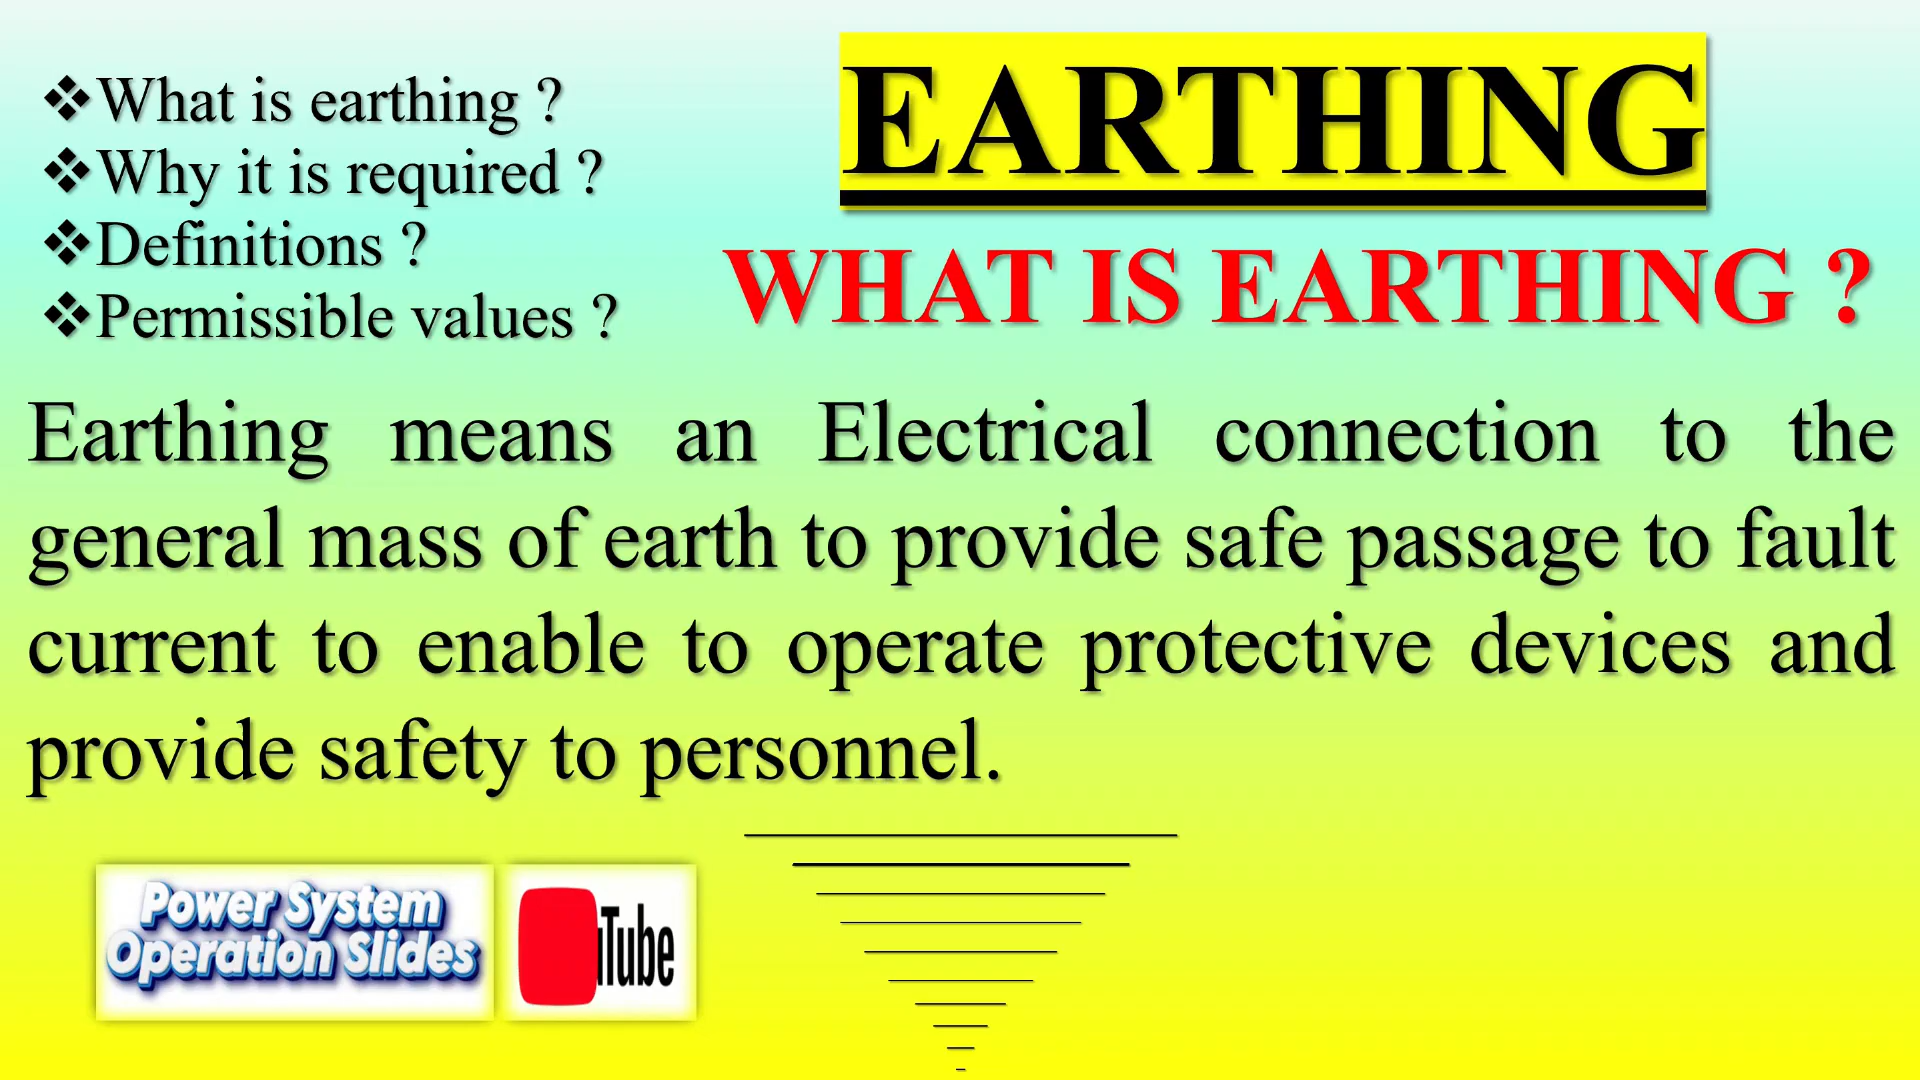 ❖What is earthing ?
❖Why it is required ?
❖Definitions ?
❖Permissible values ?
EARTHING
WHAT IS EARTHING ?
Earthing means an Electrical connection to the
general mass of earth to provide safe passage to fault
current to enable to operate protective devices and
provide safety to personnel.
Power System
Operation Slides
Tube